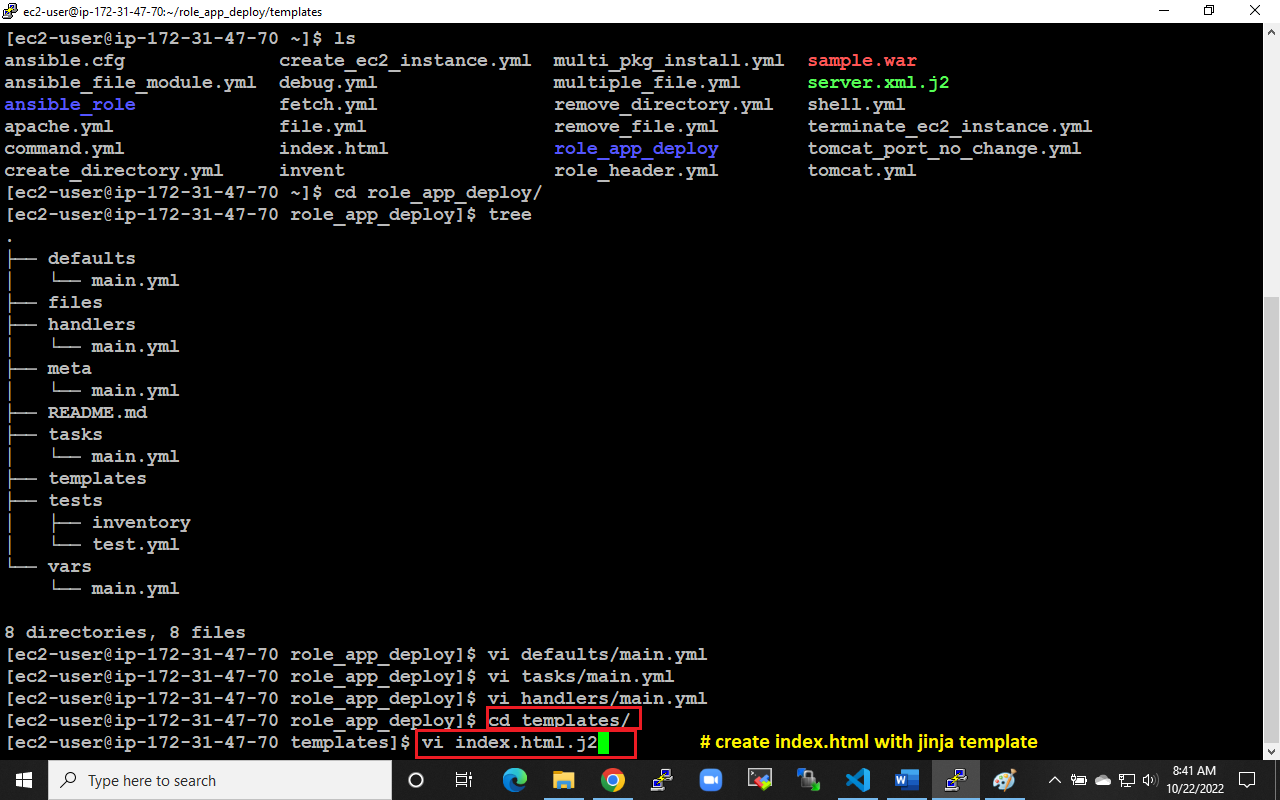 ec2-user@ip-172-31-47-70:~/role_app_deploy/templates
[ec2-user@ip-172-31-47-70 ~]$ ls
ansible.cfg create_ec2_instance.yml multi_pkg_install.yml sample.war
ansible_file_module.yml debug.yml multiple_file.yml server.xml.j2
ansible_role fetch.yml remove_directory.yml shell.yml
apache.yml file.yml remove_file.yml terminate_ec2_instance.yml
command.yml index.html role_app_deploy tomcat_port_no_change.yml
create_directory.yml invent role_header.yml tomcat.yml
[ec2-user@ip-172-31-47-70 ~]$ cd role_app_deploy/
[ec2-user@ip-172-31-47-70 role_app_deploy]$ tree
.
├── defaults
│   └── main.yml
├── files
├── handlers
│   └── main.yml
├── meta
│   └── main.yml
├── README.md
├── tasks
│   └── main.yml
├── templates
├── tests
│   ├── inventory
│   └── test.yml
└── vars
    └── main.yml
8 directories, 8 files
[ec2-user@ip-172-31-47-70 role_app_deploy]$ vi defaults/main.yml
[ec2-user@ip-172-31-47-70 role_app_deploy]$ vi tasks/main.yml
[ec2-user@ip-172-31-47-70 role_app_deploy]$ vi handlers/main.yml
[ec2-user@ip-172-31-47-70 role_app_deploy]$ cd templates/
[ec2-user@ip-172-31-47-70 templates]$ vi index.html.j2
# create index.html with jinja template
Type here to search
8:41 AM
10/22/2022